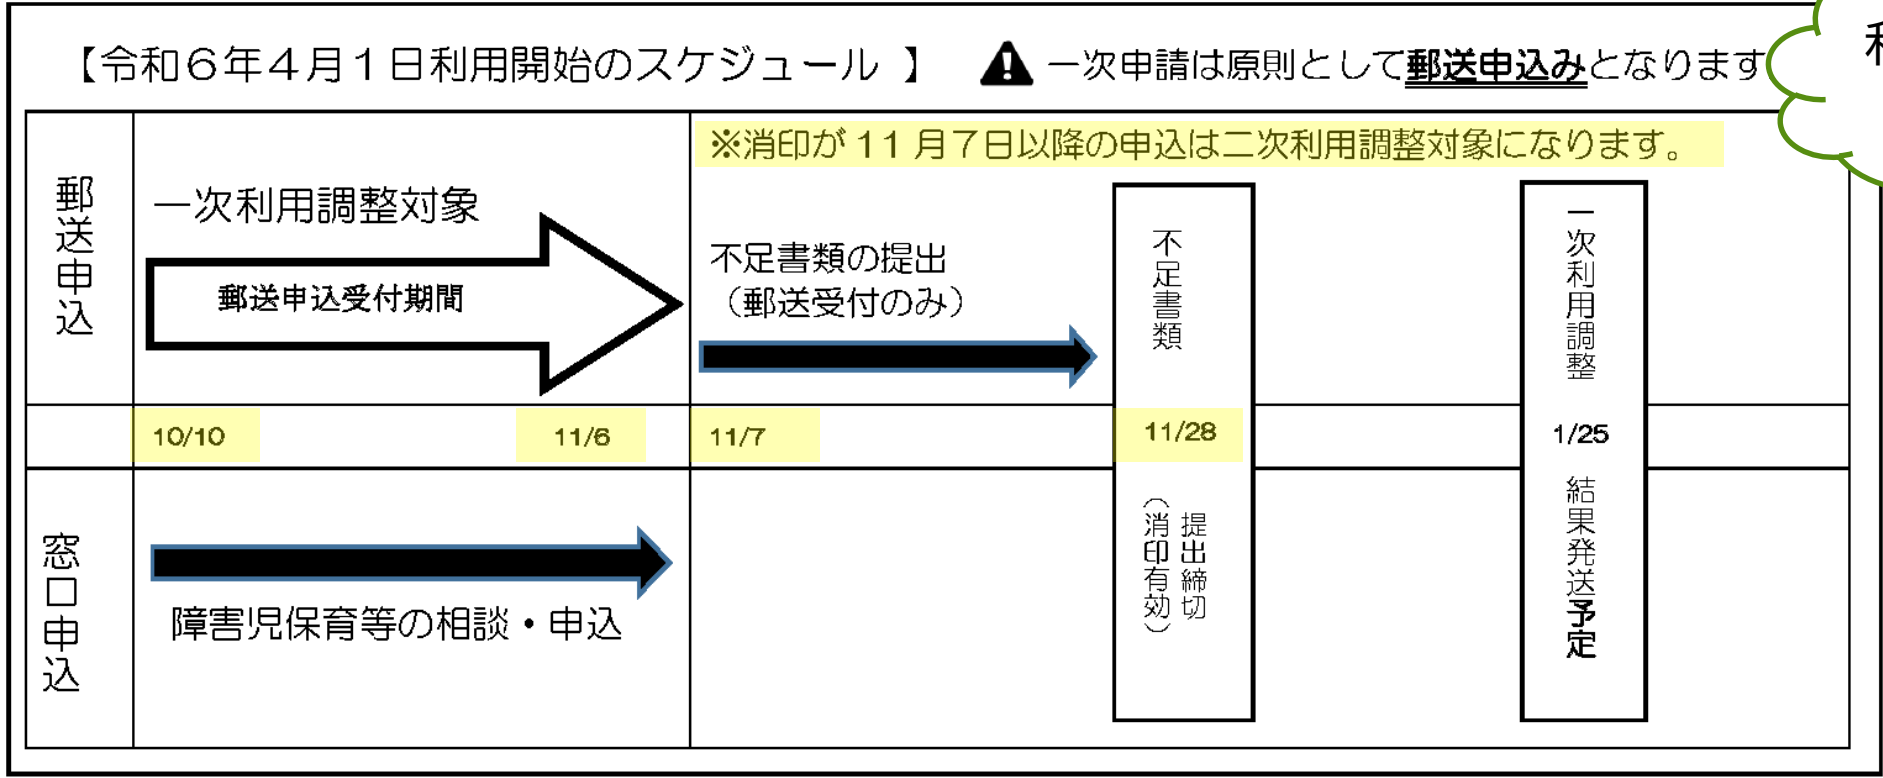 【令和６年４月１日利用開始のスケジュール 】
一次申請は原則として郵送申込みとなります
※消印が 11 月７日以降の申込は二次利用調整対象になります。
郵送申込
一次利用調整対象
郵送申込受付期間
不足書類の提出
（郵送受付のみ）
不足書類
一次利用調整
10/10
11/6
11/7
11/28
1/25
窓口申込
障害児保育等の相談・申込
提出締切
（消印有効）
結果発送予定